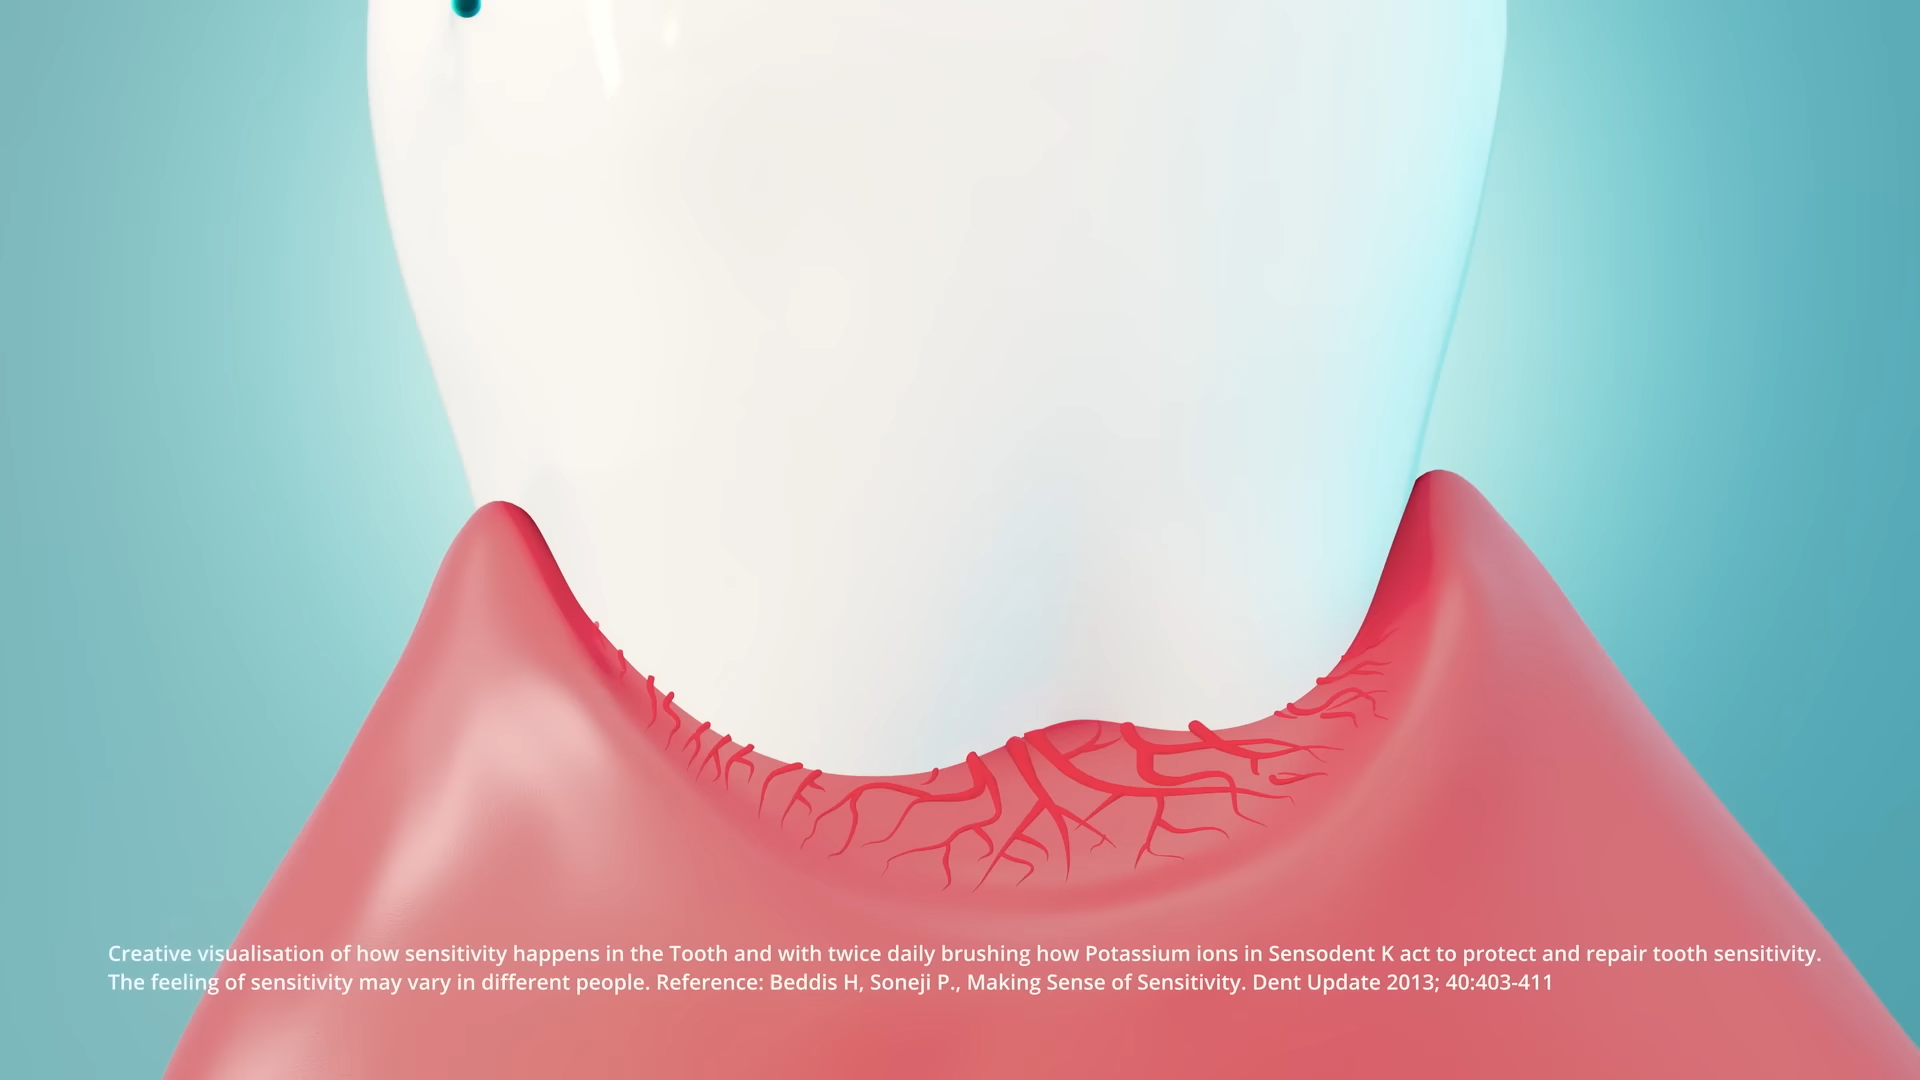 Creative visualisation of how sensitivity happens in the Tooth and with twice daily brushing how Potassium ions in Sensodent K act to protect and repair tooth sensitivity.
The feeling of sensitivity may vary in different people. Reference: Beddis H, Soneji P., Making Sense of Sensitivity. Dent Update 2013; 40:403-411